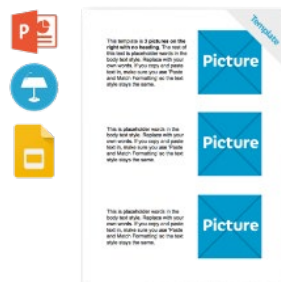 P
Template
This template is 3 pictures on the
right with no heading. The rest of
this text is placeholder words in the
body text style. Replace with your
own words. If you copy and paste
text in, make sure you use 'Paste
and Match Formatting' so the text
style stays the same.
Picture
This is placeholder words in the
body text style. Replace with your
own words. If you copy and paste
text in, make sure you use 'Paste
and Match Formatting' so the text
style stays the same.
Picture
This is placeholder words in the
body text style. Replace with your
own words. If you copy and paste
text in, make sure you use 'Paste
and Match Formatting' so the text
style stays the same.
Picture